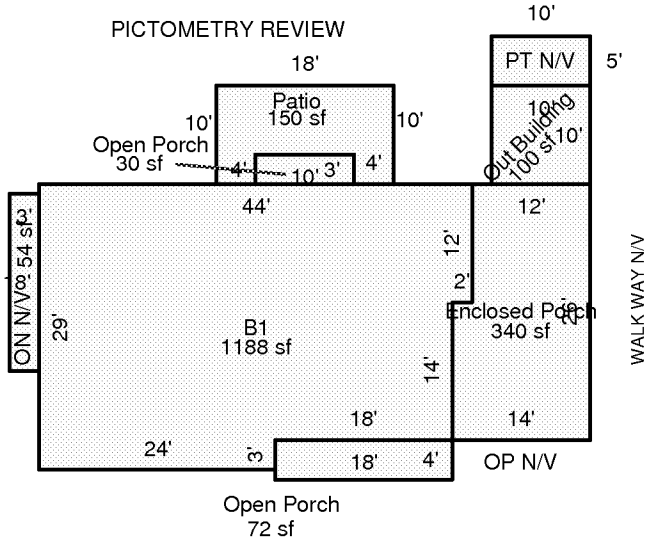 PICTOMETRY REVIEW
10'
PT N/V
5'
18'
Patio
150 sf
10'
10'
Open Porch
30 sf
4'
10'
3'
4'
10'
10'
Out Building
100 sf
44'
12'
12'
2'
3'
ON N/V
8'
54 sf
29'
B1
1188 sf
Enclosed Porch
340 sf
26'
WALK WAY N/V
14'
18'
14'
24'
3'
18'
4'
OP N/V
Open Porch
72 sf